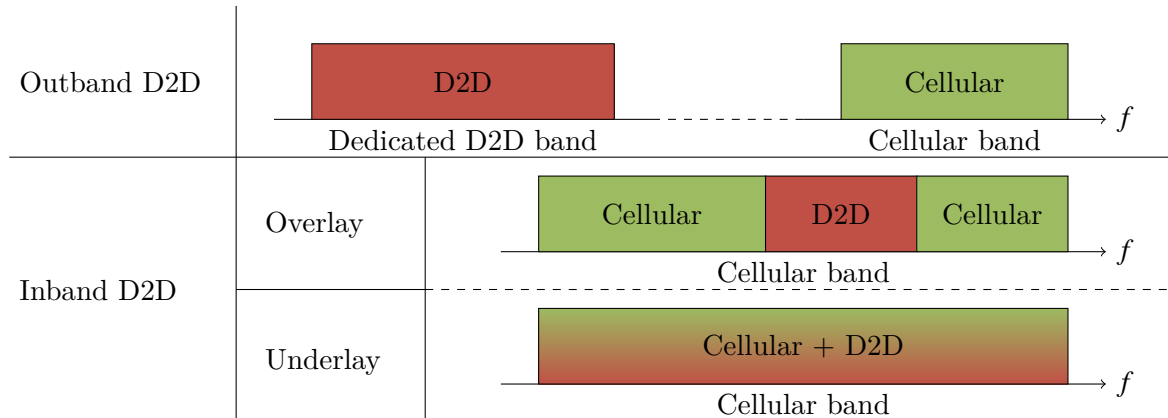 Outband D2D
D2D
Cellular
f
Dedicated D2D band
Cellular band
Inband D2D
Overlay
Cellular
D2D
Cellular
f
Cellular band
Underlay
Cellular + D2D
f
Cellular band